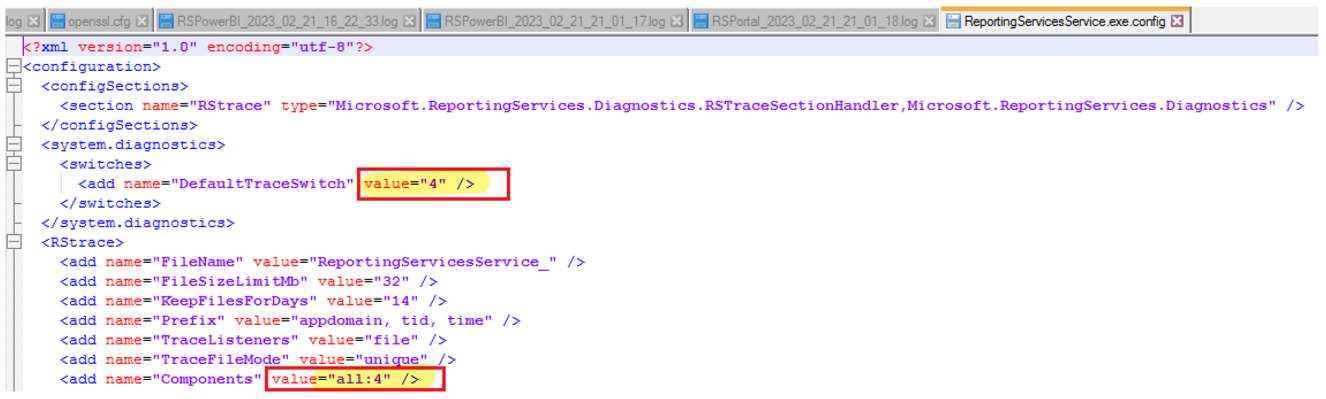 log openssl.cfg RSPowerBI_2023_02_21_16_22_33.log RSPowerBI_2023_02_21_21_01_17.log RSPortal_2023_02_21_21_01_18.log ReportingServicesService.exe.config
<?xml version="1.0" encoding="utf-8"?>
<configuration>
<configSections>
<section name="RStrace" type="Microsoft.ReportingServices.Diagnostics.RSTraceSectionHandler,Microsoft.ReportingServices.Diagnostics" />
</configSections>
<system.diagnostics>
<switches>
<add name="DefaultTraceSwitch" value="4" />
</switches>
</system.diagnostics>
<RStrace>
<add name="FileName" value="ReportingServicesService_" />
<add name="FileSizeLimitMb" value="32" />
<add name="KeepFilesForDays" value="14" />
<add name="Prefix" value="appdomain, tid, time" />
<add name="TraceListeners" value="file" />
<add name="TraceFileMode" value="unique" />
<add name="Components" value="all:4" />